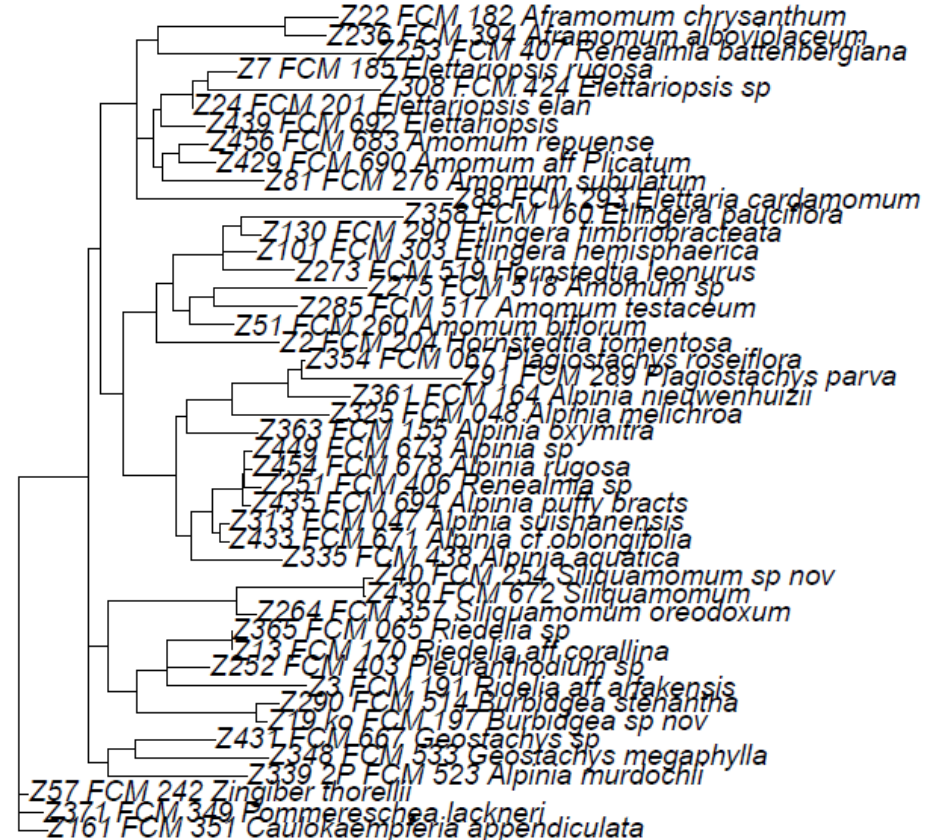 Z22 FCM 182 Aframomum chrysanthum
Z236 FCM 394 Aframomum alboviolaceum
Z253 FCM 407 Renealmia battenbergiana
Z7 FCM 185 Elettariopsis rugosa
Z308 FCM 424 Elettariopsis sp
Z24 FCM 201 Elettariopsis elan
Z439 FCM 692 Elettariopsis
Z456 FCM 683 Amomum repuense
Z429 FCM 690 Amomum aff Plicatum
Z81 FCM 276 Amomum subulatum
Z88 FCM 293 Elettaria cardamomum
Z358 FCM 160 Etlingera pauciflora
Z130 FCM 290 Etlingera fimbriobracteata
Z101 FCM 303 Etlingera hemisphaerica
Z273 FCM 519 Hornstedtia leonurus
Z275 FCM 518 Amomum sp
Z285 FCM 517 Amomum testaceum
Z51 FCM 260 Amomum biflorum
Z2 FCM 204 Hornstedtia tomentosa
Z354 FCM 067 Plagiostachys roseiflora
Z91 FCM 289 Plagiostachys parva
Z361 FCM 164 Alpinia nieuwenhuizii
Z325 FCM 048 Alpinia melichroa
Z363 FCM 155 Alpinia oxymitra
Z449 FCM 673 Alpinia sp
Z454 FCM 678 Alpinia rugosa
Z251 FCM 406 Renealmia sp
Z435 FCM 694 Alpinia puffy bracts
Z313 FCM 047 Alpinia suishanensis
Z433 FCM 671 Alpinia cf oblongifolia
Z335 FCM 438 Alpinia aquatica
Z40 FCM 254 Siliquamomum sp nov
Z430 FCM 672 Siliquamomum
Z264 FCM 357 Siliquamomum oreodoxum
Z365 FCM 065 Riedelia sp
Z13 FCM 170 Riedelia aff corallina
Z252 FCM 403 Pleuranthodium sp
Z3 FCM 191 Ridelia aff arfakensis
Z290 FCM 514 Burbidgea stenantha
Z19 ko FCM 197 Burbidgea sp nov
Z431 FCM 667 Geostachys sp
Z348 FCM 533 Geostachys megaphylla
Z339 2P FCM 523 Alpinia murdochii
Z57 FCM 242 Zingiber thorellii
Z371 FCM 349 Pommereschea lackneri
Z161 FCM 351 Caulokaempferia appendiculata